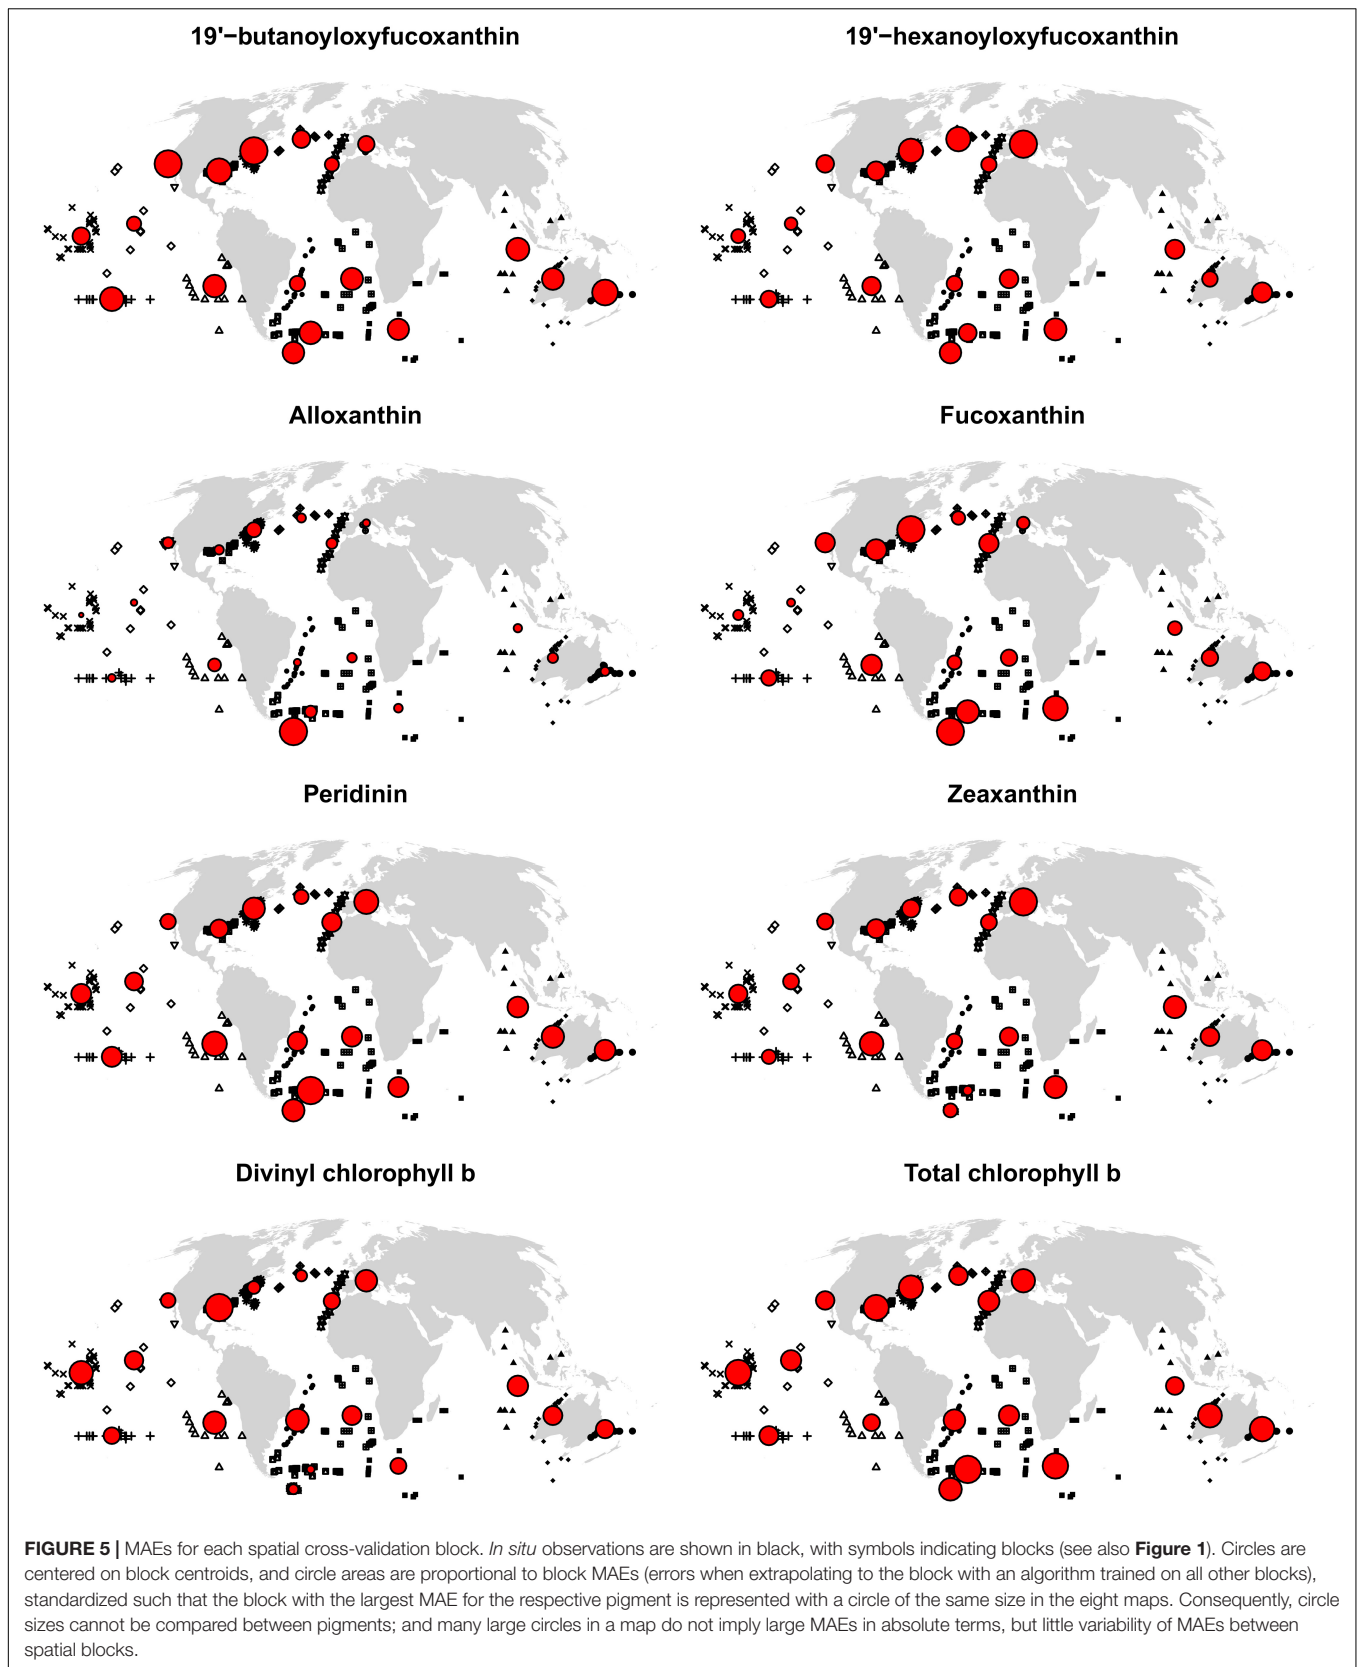 19'−butanoyloxyfucoxanthin
19'−hexanoyloxyfucoxanthin
Alloxanthin
Fucoxanthin
Peridinin
Zeaxanthin
Divinyl chlorophyll b
Total chlorophyll b
FIGURE 5 | MAEs for each spatial cross-validation block. In situ observations are shown in black, with symbols indicating blocks (see also Figure 1). Circles are
centered on block centroids, and circle areas are proportional to block MAEs (errors when extrapolating to the block with an algorithm trained on all other blocks),
standardized such that the block with the largest MAE for the respective pigment is represented with a circle of the same size in the eight maps. Consequently, circle
sizes cannot be compared between pigments; and many large circles in a map do not imply large MAEs in absolute terms, but little variability of MAEs between
spatial blocks.